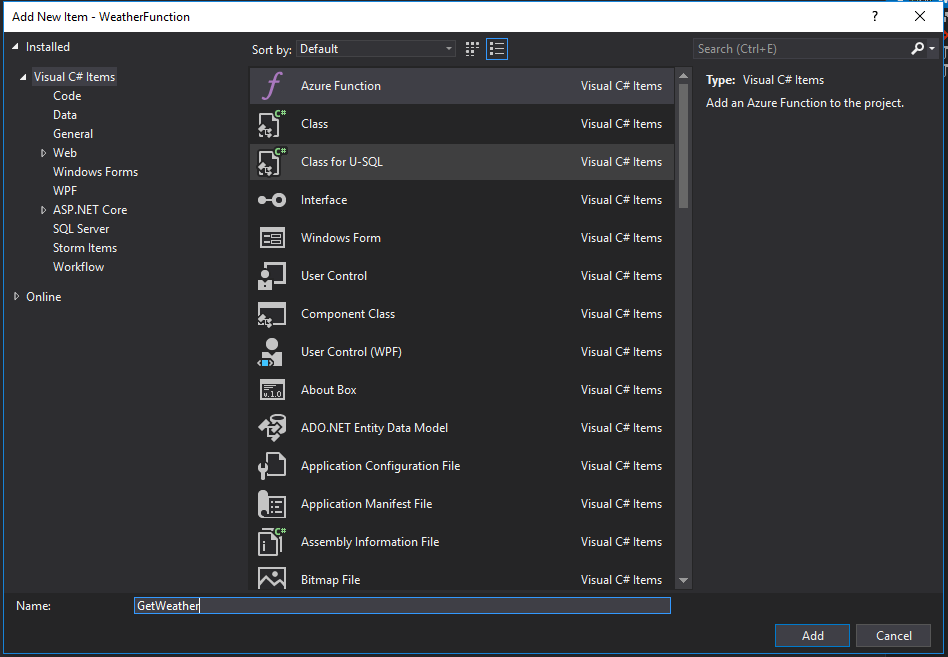 Add New Item - WeatherFunction
?
Installed
Visual C# Items
Code
Data
General
Web
Windows Forms
WPF
ASP.NET Core
SQL Server
Storm Items
Workflow
Online
Sort by: Default
Azure Function Visual C# Items
C# Class Visual C# Items
C# Class for U-SQL Visual C# Items
Interface Visual C# Items
Windows Form Visual C# Items
User Control Visual C# Items
Component Class Visual C# Items
User Control (WPF) Visual C# Items
v.1.0 About Box Visual C# Items
ADO.NET Entity Data Model Visual C# Items
Application Configuration File Visual C# Items
Application Manifest File Visual C# Items
C# Assembly Information File Visual C# Items
Bitmap File Visual C# Items
Search (Ctrl+E)
Type: Visual C# Items
Add an Azure Function to the project.
Name: GetWeather
Add Cancel